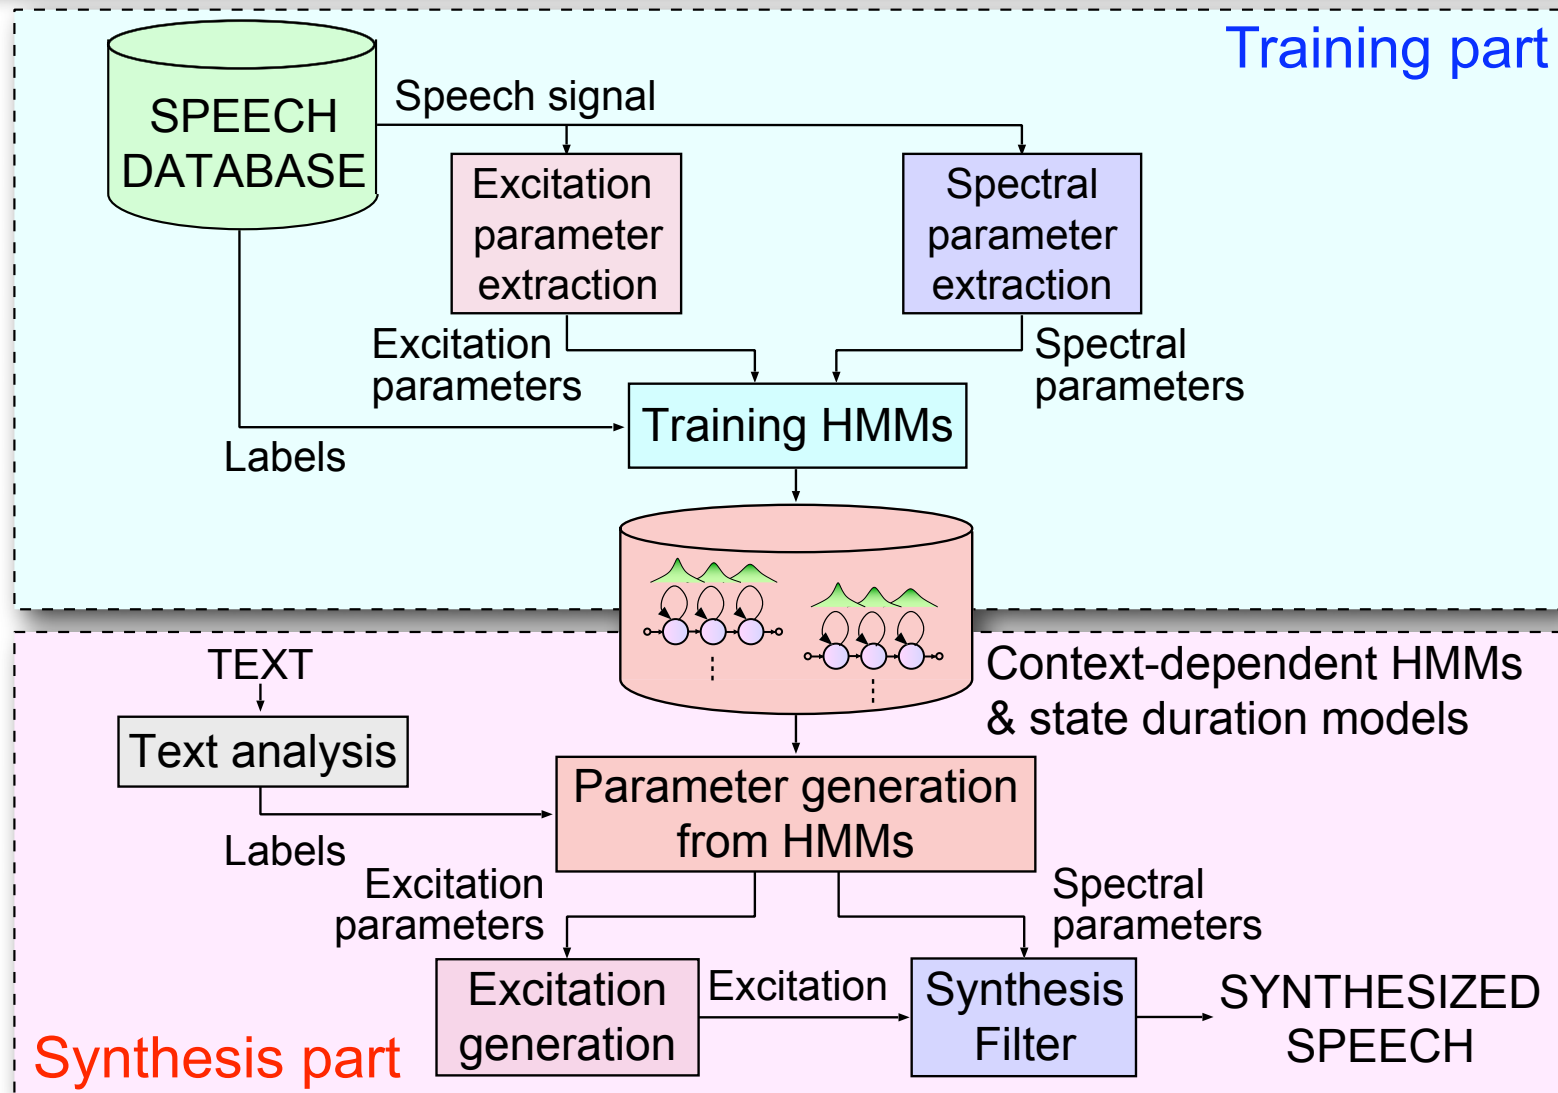 Training part
SPEECH
DATABASE
Speech signal
Excitation
parameter
extraction
Spectral
parameter
extraction
Excitation
parameters
Spectral
parameters
Training HMMs
Labels
Context-dependent HMMs
& state duration models
TEXT
Text analysis
Labels
Parameter generation
from HMMs
Excitation
parameters
Spectral
parameters
Excitation
generation
Excitation
Synthesis
Filter
SYNTHESIZED
SPEECH
Synthesis part